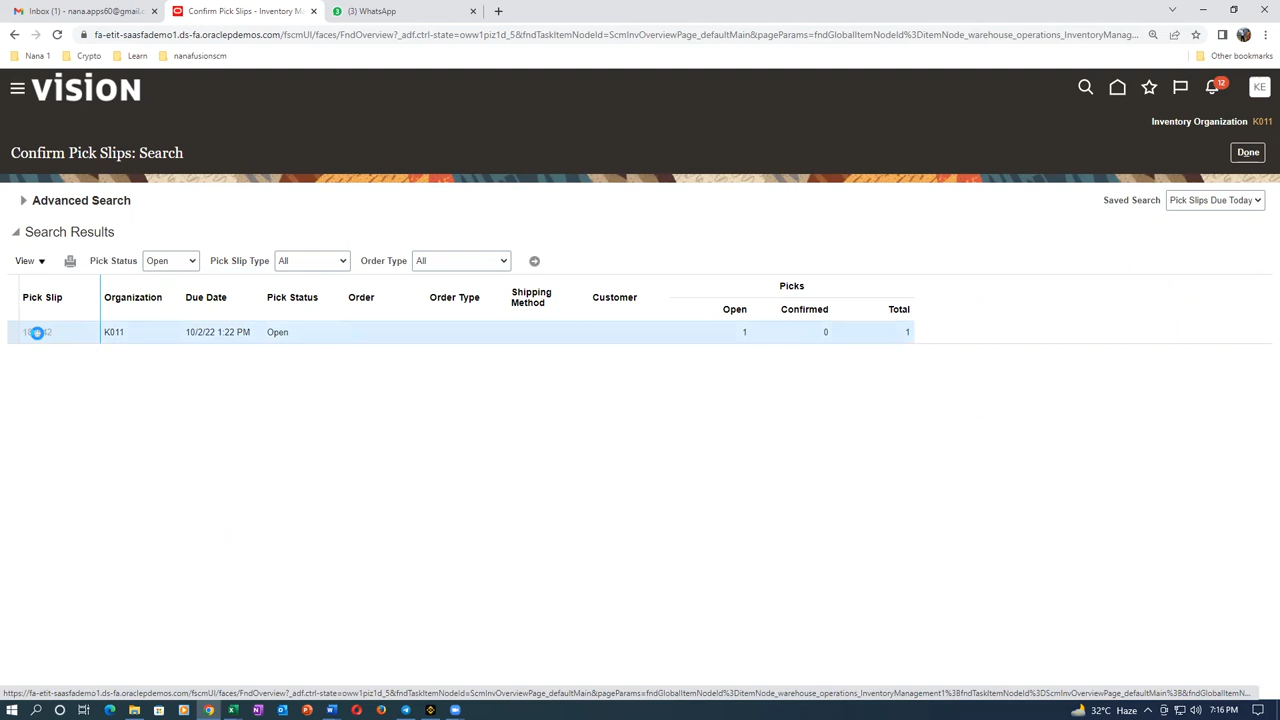 Inbox (1) - nana.apps60@gmail.c
Confirm Pick Slips - Inventory M
(3) WhatsApp
fa-etit-saasfademo1.ds-fa.oraclepdemos.com/fscmUI/faces/FndOverview?_adf.ctrl-state=oww1piz1d_5&fndTaskItemNodeId=ScmInvOverviewPage_defaultMain&pageParams=fndGlobalItemNodeId%3DitemNode_warehouse_operations_InventoryManag...
Nana 1 Crypto Learn nanafusionscm Other bookmarks
vision
12
KE
Inventory Organization K011
Confirm Pick Slips: Search
Done
Advanced Search
Saved Search Pick Slips Due Today
Search Results
View Pick Status Open Pick Slip Type All Order Type All
Pick Slip Organization Due Date Pick Status Order Order Type Shipping Method Customer Picks
Open Confirmed Total
K011 10/2/22 1:22 PM Open 1 0 1
https://fa-etit-saasfademo1.ds-fa.oraclepdemos.com/fscmUI/faces/FndOverview?_adf.ctrl-state=oww1piz1d_5&fndTaskItemNodeId=ScmInvOverviewPage_defaultMain&pageParams=fndGlobalItemNodeId%3DitemNode_warehouse_operations_InventoryManagement1%3BfndTaskItemNodeId%3DScmInvOverviewPage_defaultMain%3B&fndGlobalItemN...
32°C Haze 7:16 PM